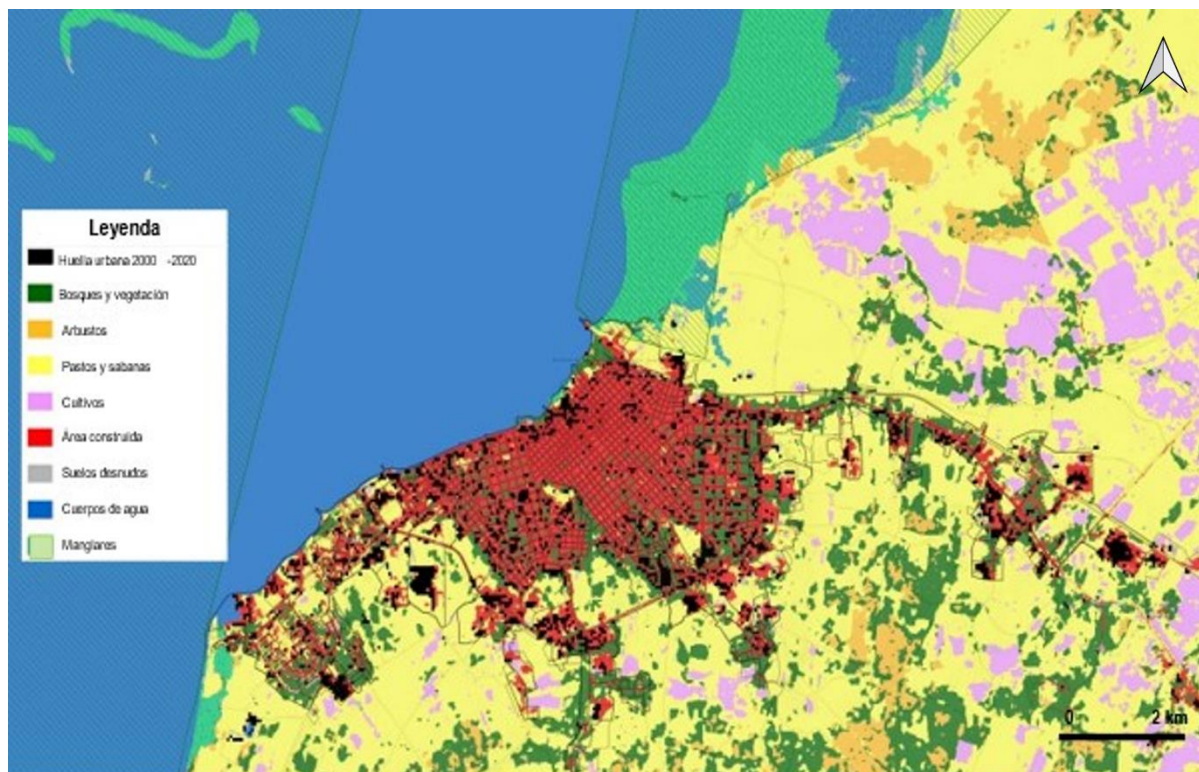 Leyenda
Huella urbana 2000 -2020
Bosques y vegetación
Arbustos
Pastos y sabanas
Cultivos
Área construida
Suelos desnudos
Cuerpos de agua
Manglares
0 2 km